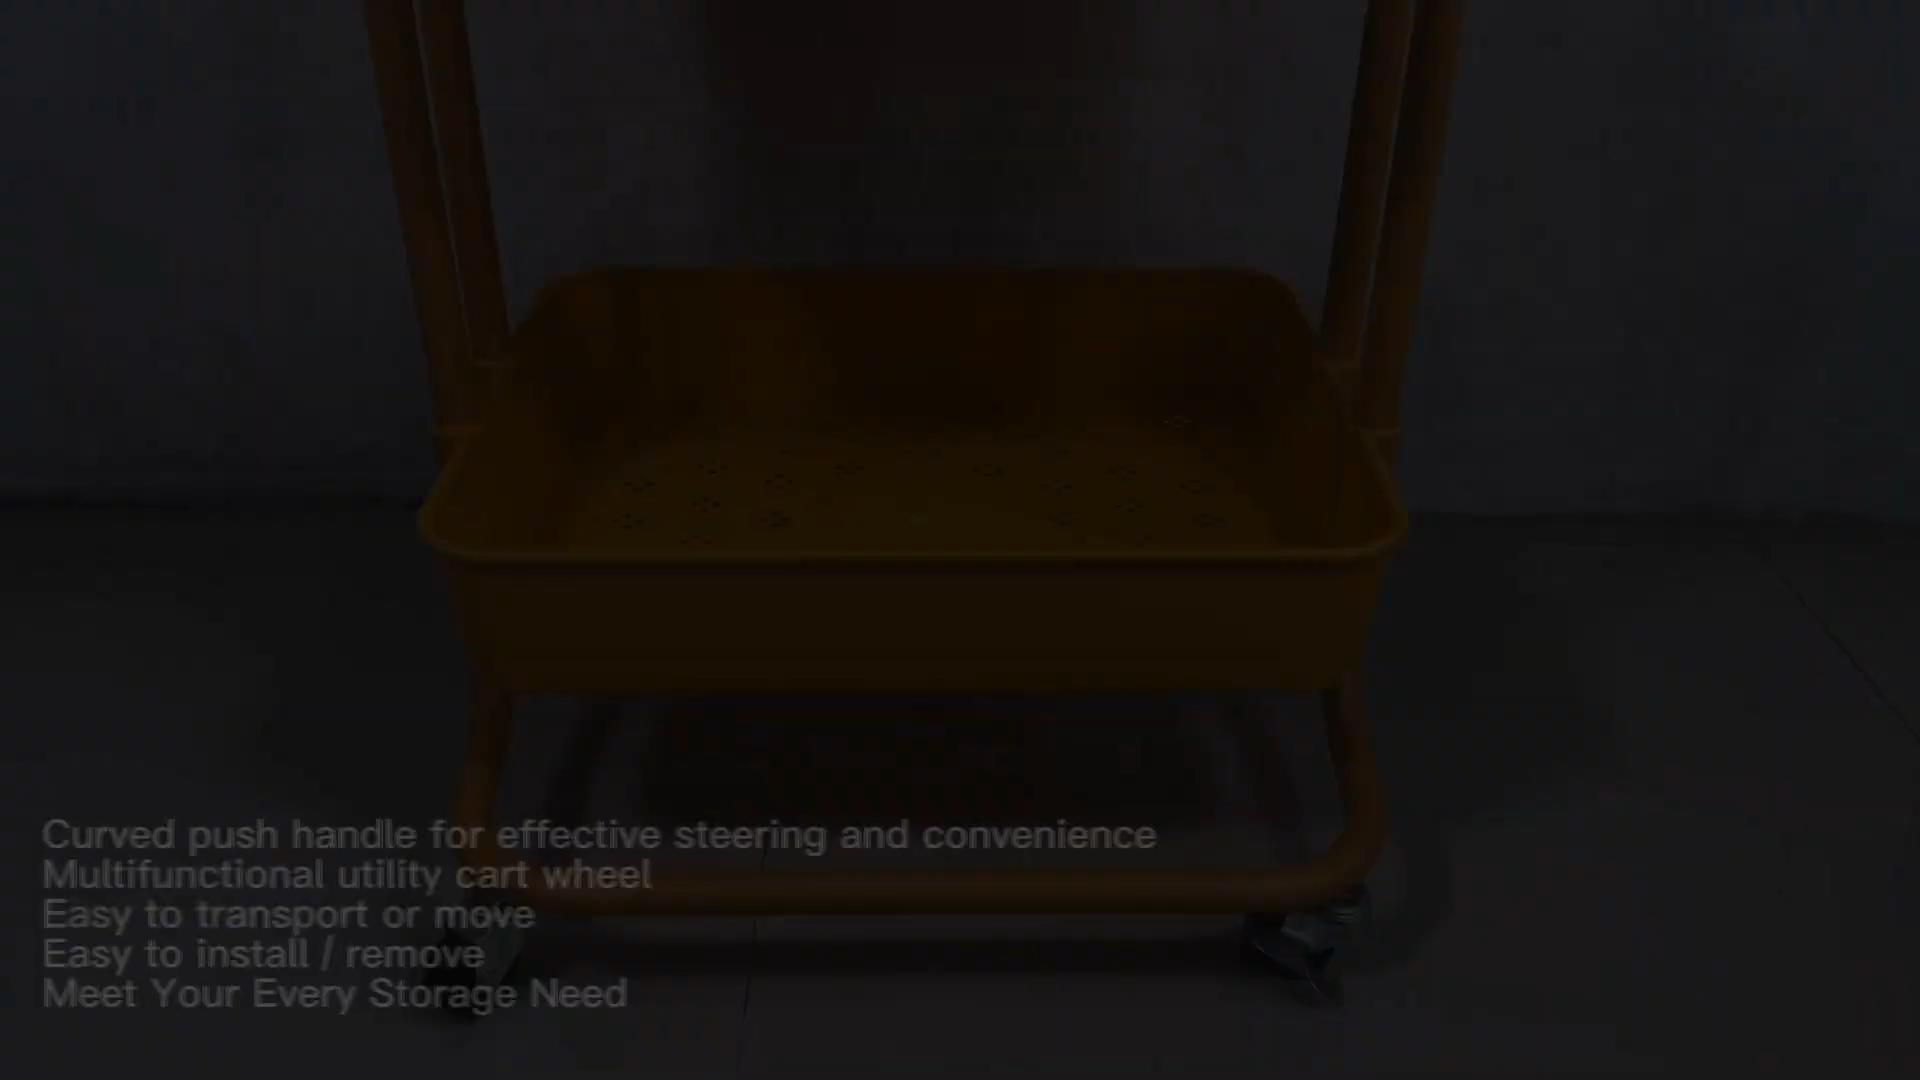 Curved push handle for effective steering and convenience
Multifunctional utility cart wheel
Easy to transport or move
Easy to install / remove
Meet Your Every Storage Need